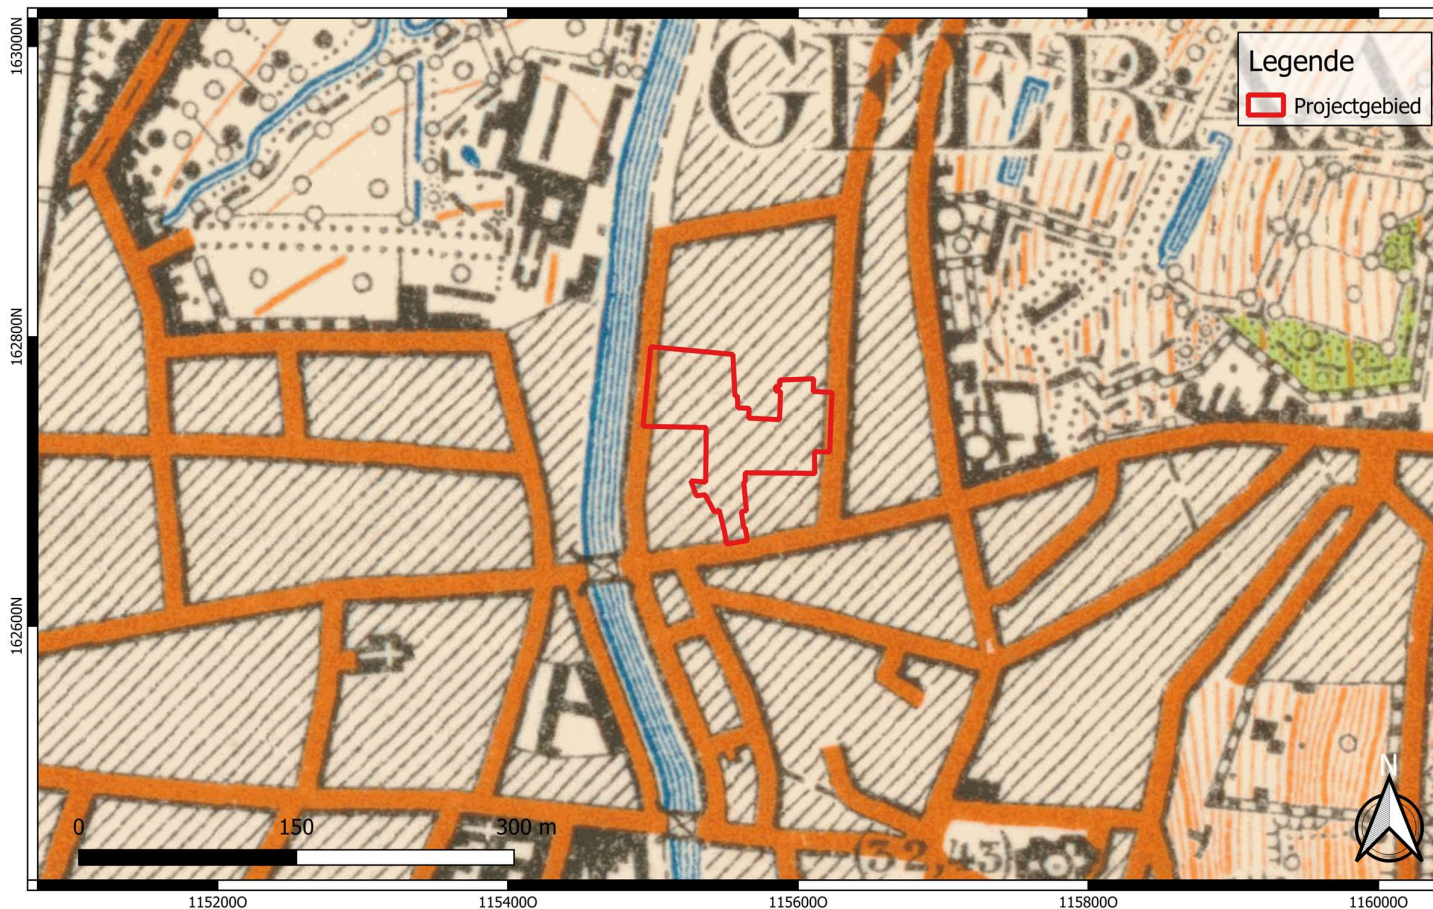 163000N
GEER A
Legende
Projectgebied
162800N
162600N
A
N
0 150 300 m
(32,43)
115200O 115400O 115600O 115800O 116000O